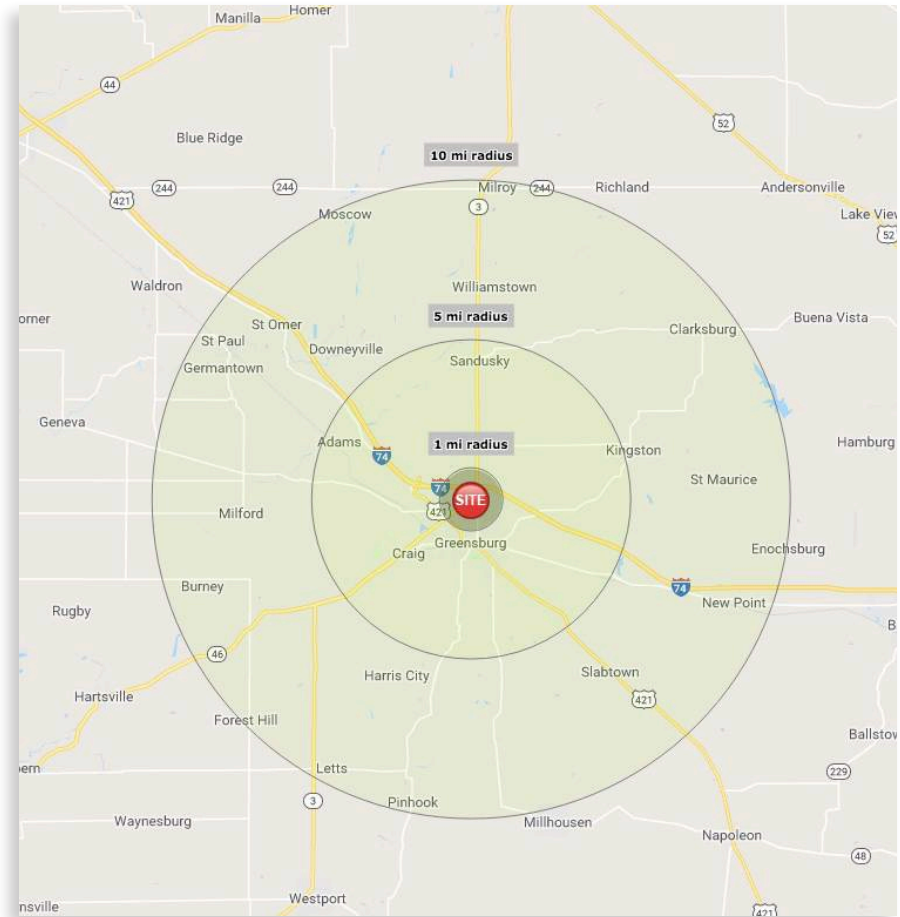 Homer
Manilla
44
52
Blue Ridge
10 mi radius
244
244
Milroy
244
Richland
Andersonville
421
3
Moscow
Lake View
52
Williamstown
Waldron
5 mi radius
orner
St Omer
Buena Vista
Clarksburg
St Paul
Downeyville
Sandusky
Germantown
Geneva
1 mi radius
Adams
Hamburg
74
Kingston
St Maurice
74
SITE
421
Milford
Greensburg
Craig
Enochsburg
Burney
74
New Point
Rugby
B
46
Harris City
Slabtown
Hartsville
421
Forest Hill
Ballstow
bern
Letts
229
3
Pinhook
Waynesburg
Millhousen
Napoleon
48
Westport
nsville
421